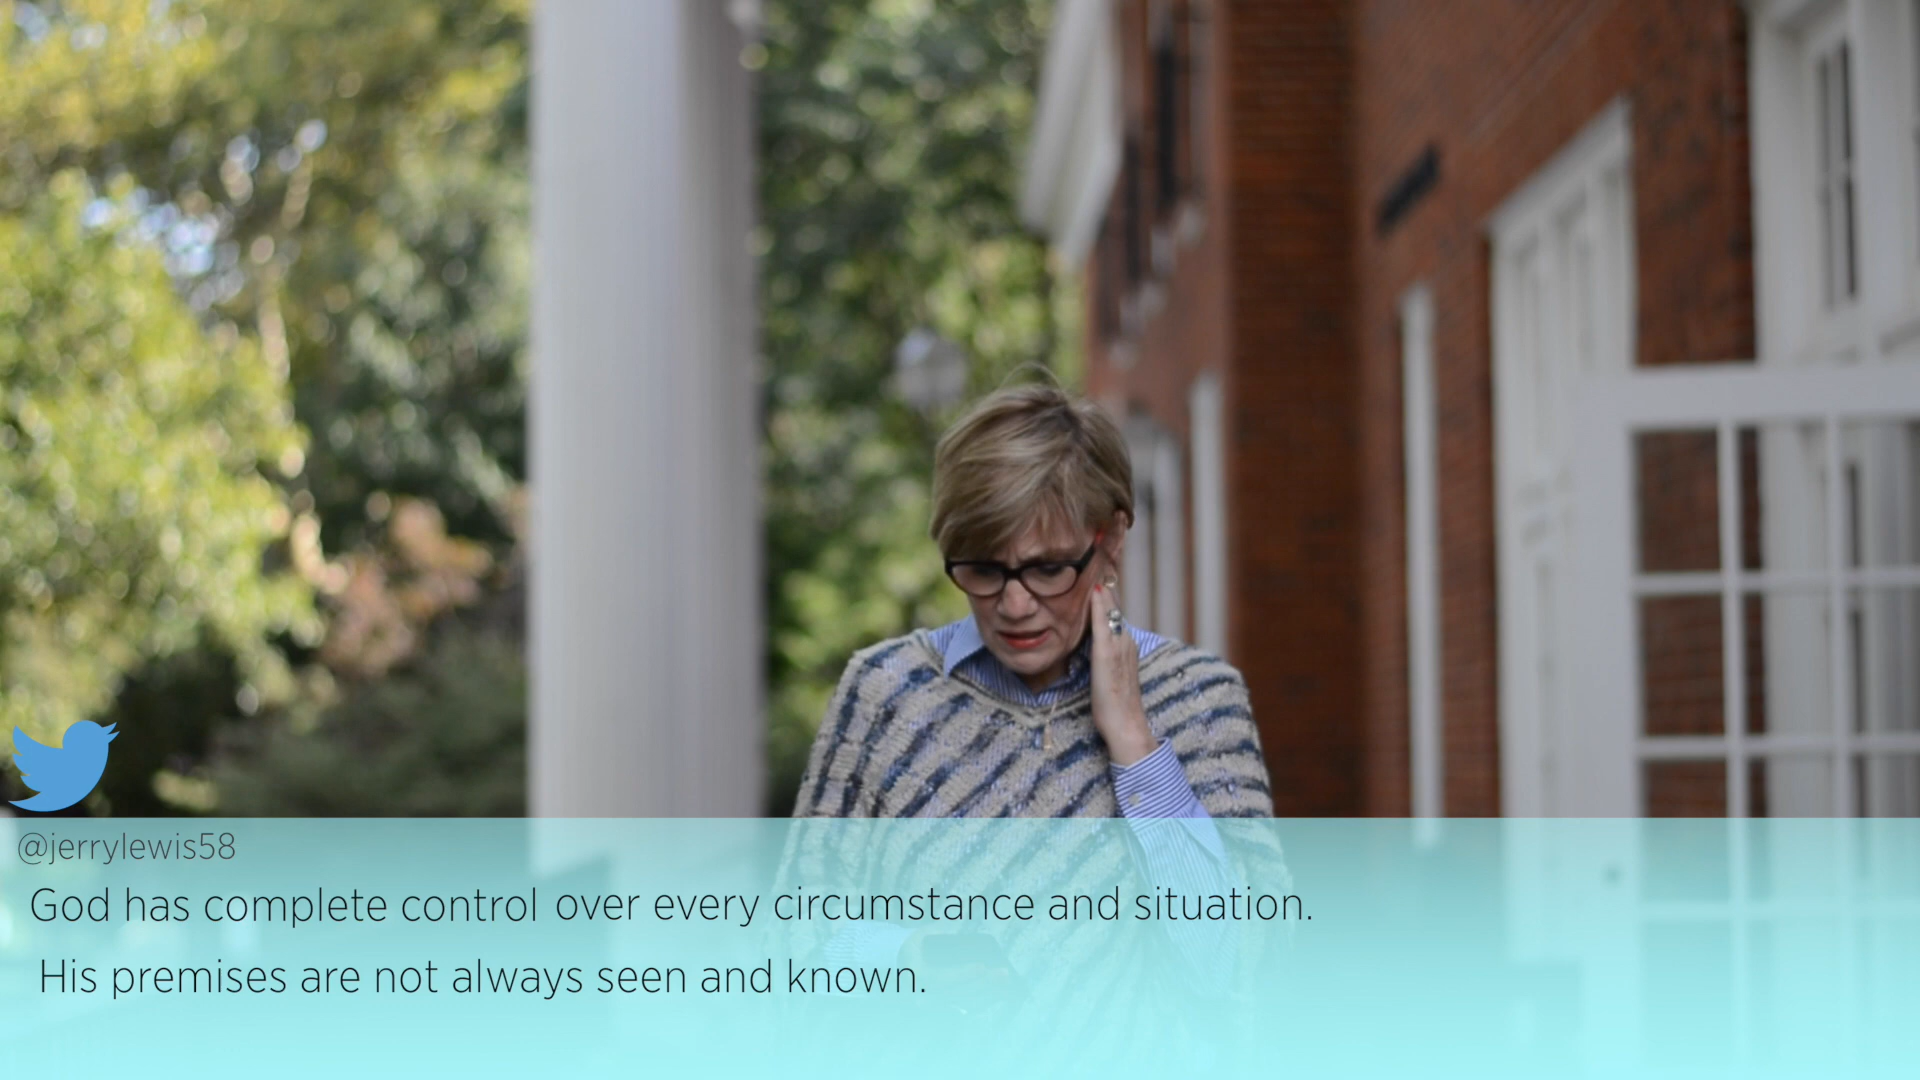 @jerrylewis58
God has complete control over every circumstance and situation.
His premises are not always seen and known.